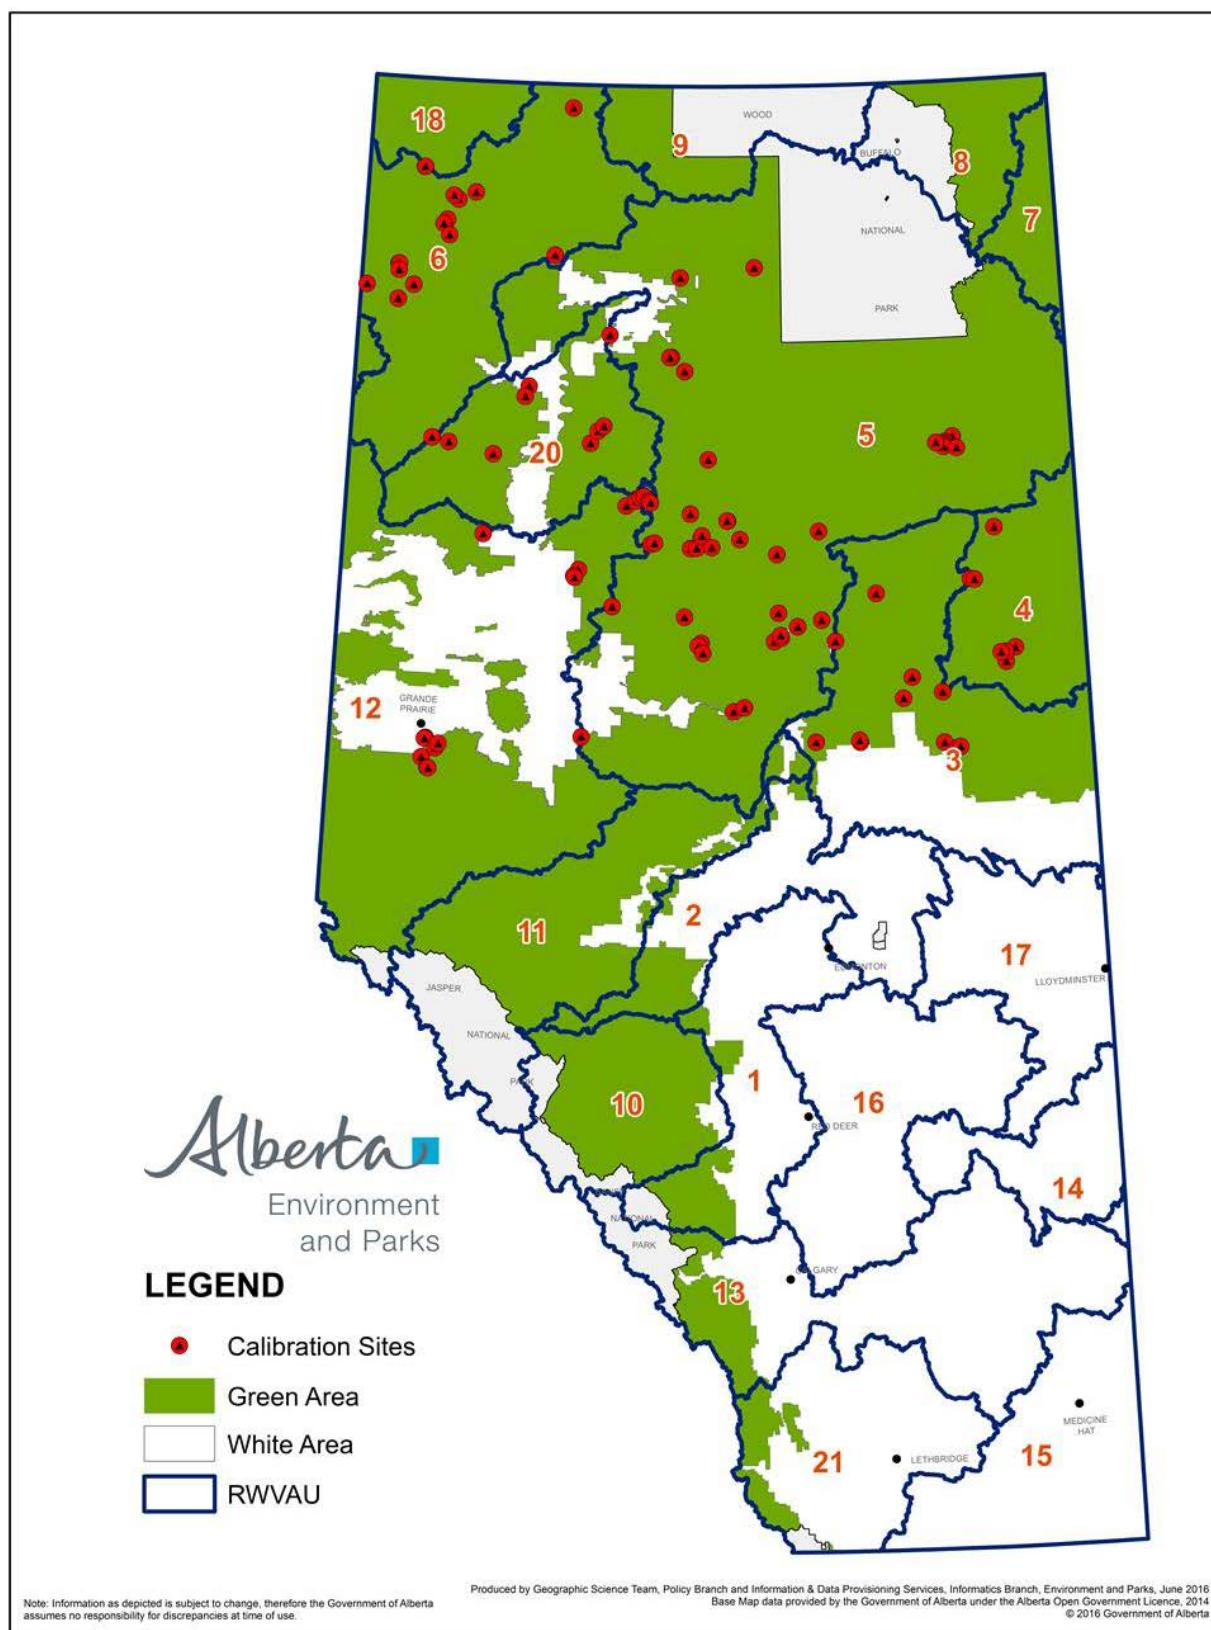 WOOD
18
9
BUFFALO
8
7
NATIONAL
6
PARK
5
20
4
GRANDE
PRAIRIE
12
3
2
11
17
EDMONTON
LLOYDMINSTER
JASPER
NATIONAL
PARK
1
10
16
RED DEER
14
NATIONAL
PARK
CALGARY
13
MEDICINE
HAT
15
21
LETHBRIDGE
Alberta
Environment
and Parks
LEGEND
Calibration Sites
Green Area
White Area
RWVAU
Note: Information as depicted is subject to change, therefore the Government of Alberta
assumes no responsibility for discrepancies at time of use.
Produced by Geographic Science Team, Policy Branch and Information & Data Provisioning Services, Informatics Branch, Environment and Parks, June 2016
Base Map data provided by the Government of Alberta under the Alberta Open Government Licence, 2014
© 2016 Government of Alberta